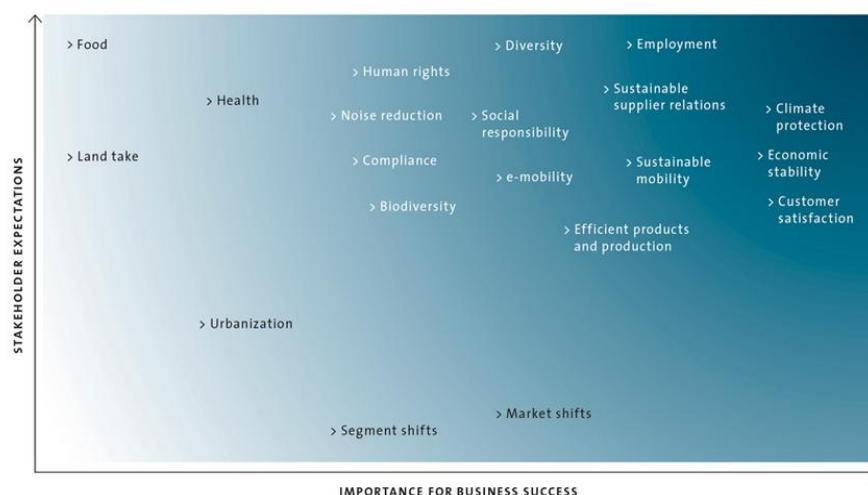 > Food
> Diversity
> Employment
> Human rights
> Health
> Sustainable
supplier relations
> Climate
protection
> Noise reduction
> Social
responsibility
> Land take
> Compliance
> Sustainable
mobility
> Economic
stability
> e-mobility
> Biodiversity
> Customer
satisfaction
> Efficient products
and production
> Urbanization
> Market shifts
> Segment shifts
STAKEHOLDER EXPECTATIONS
IMPORTANCE FOR BUSINESS SUCCESS